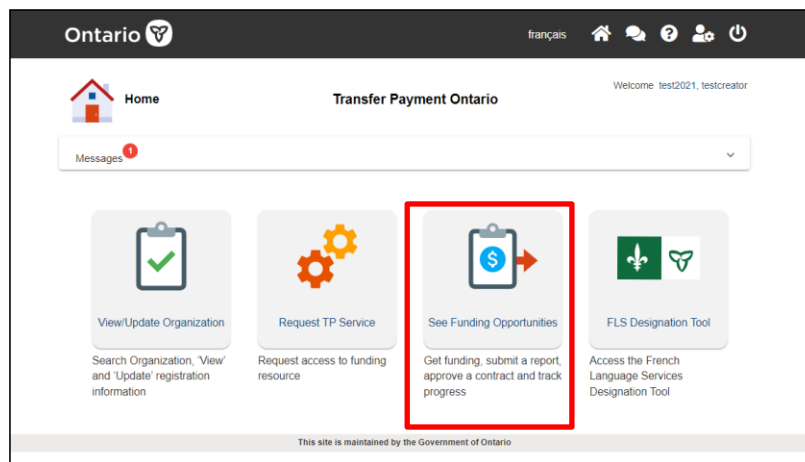 Ontario
français
Home
Transfer Payment Ontario
Welcome test2021, testcreator
Messages 1
View/Update Organization
Search Organization, 'View'
and 'Update' registration
information
Request TP Service
Request access to funding
resource
$
See Funding Opportunities
Get funding, submit a report,
approve a contract and track
progress
FLS Designation Tool
Access the French
Language Services
Designation Tool
This site is maintained by the Government of Ontario